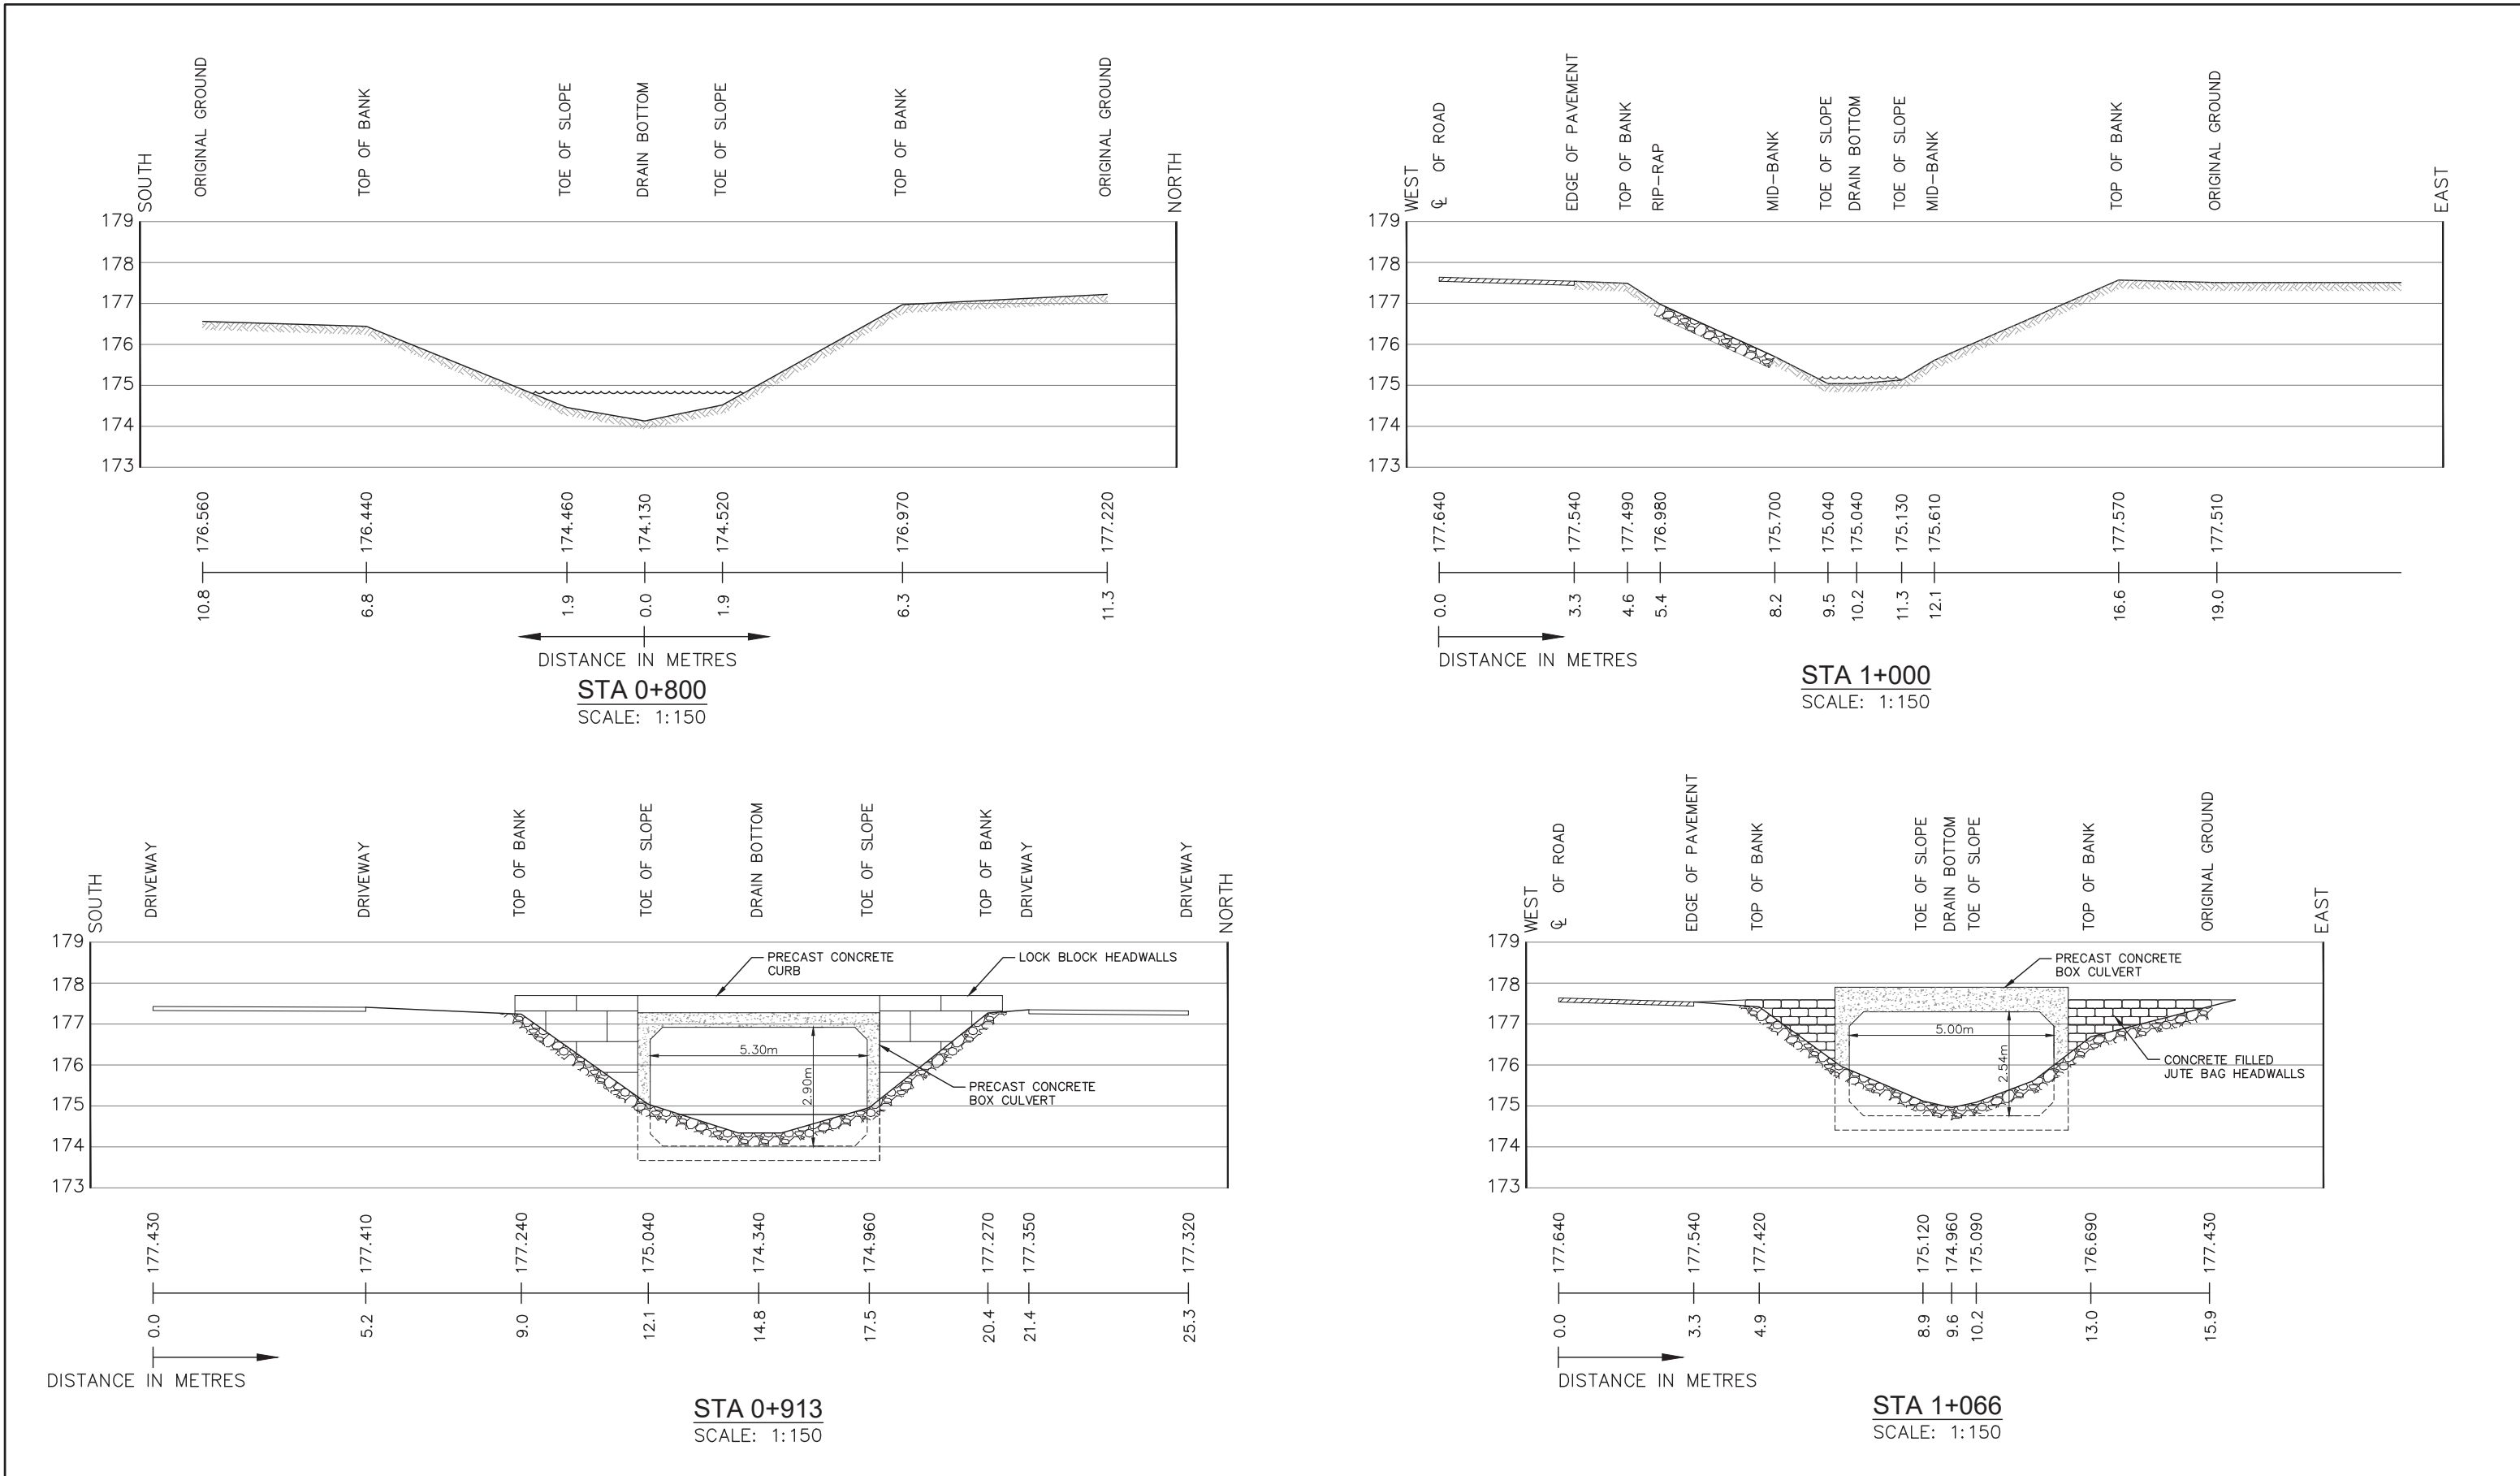 SOUTH
ORIGINAL GROUND
TOP OF BANK
TOE OF SLOPE
DRAIN BOTTOM
TOE OF SLOPE
TOP OF BANK
ORIGINAL GROUND
NORTH
179
178
177
176
175
174
173
176.560
176.440
174.460
174.130
174.520
176.970
177.220
10.8
6.8
1.9
0.0
1.9
6.3
11.3
DISTANCE IN METRES
STA 0+800
SCALE: 1:150
WEST
℄ OF ROAD
EDGE OF PAVEMENT
TOP OF BANK
RIP-RAP
MID-BANK
TOE OF SLOPE
DRAIN BOTTOM
TOE OF SLOPE
MID-BANK
TOP OF BANK
ORIGINAL GROUND
EAST
179
178
177
176
175
174
173
177.640
177.540
177.490
176.980
175.700
175.040
175.040
175.130
175.610
177.570
177.510
0.0
3.3
4.6
5.4
8.2
9.5
10.2
11.3
12.1
16.6
19.0
DISTANCE IN METRES
STA 1+000
SCALE: 1:150
SOUTH
DRIVEWAY
DRIVEWAY
TOP OF BANK
TOE OF SLOPE
DRAIN BOTTOM
TOE OF SLOPE
TOP OF BANK
DRIVEWAY
DRIVEWAY
NORTH
179
178
177
176
175
174
173
PRECAST CONCRETE
CURB
LOCK BLOCK HEADWALLS
5.30m
2.90m
PRECAST CONCRETE
BOX CULVERT
177.430
177.410
177.240
175.040
174.340
174.960
177.270
177.350
177.320
0.0
5.2
9.0
12.1
14.8
17.5
20.4
21.4
25.3
DISTANCE IN METRES
STA 0+913
SCALE: 1:150
WEST
℄ OF ROAD
EDGE OF PAVEMENT
TOP OF BANK
TOE OF SLOPE
DRAIN BOTTOM
TOE OF SLOPE
TOP OF BANK
ORIGINAL GROUND
EAST
179
178
177
176
175
174
173
PRECAST CONCRETE
BOX CULVERT
5.00m
2.54m
CONCRETE FILLED
JUTE BAG HEADWALLS
177.640
177.540
177.420
175.120
174.960
175.090
176.690
177.430
0.0
3.3
4.9
8.9
9.6
10.2
13.0
15.9
DISTANCE IN METRES
STA 1+066
SCALE: 1:150